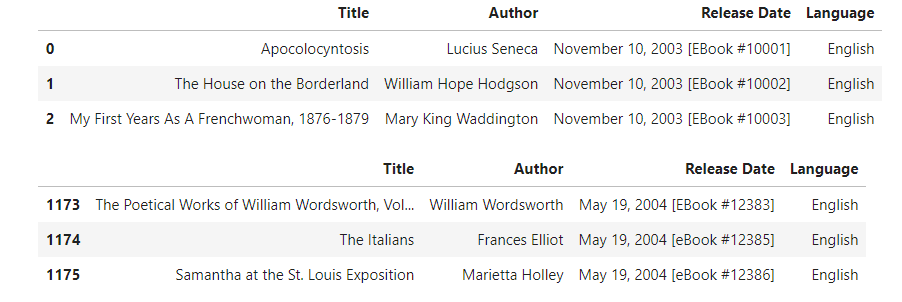 Title Author Release Date Language
0 Apocolocyntosis Lucius Seneca November 10, 2003 [EBook #10001] English
1 The House on the Borderland William Hope Hodgson November 10, 2003 [EBook #10002] English
2 My First Years As A Frenchwoman, 1876-1879 Mary King Waddington November 10, 2003 [EBook #10003] English
Title Author Release Date Language
1173 The Poetical Works of William Wordsworth, Vol... William Wordsworth May 19, 2004 [EBook #12383] English
1174 The Italians Frances Elliot May 19, 2004 [eBook #12385] English
1175 Samantha at the St. Louis Exposition Marietta Holley May 19, 2004 [eBook #12386] English